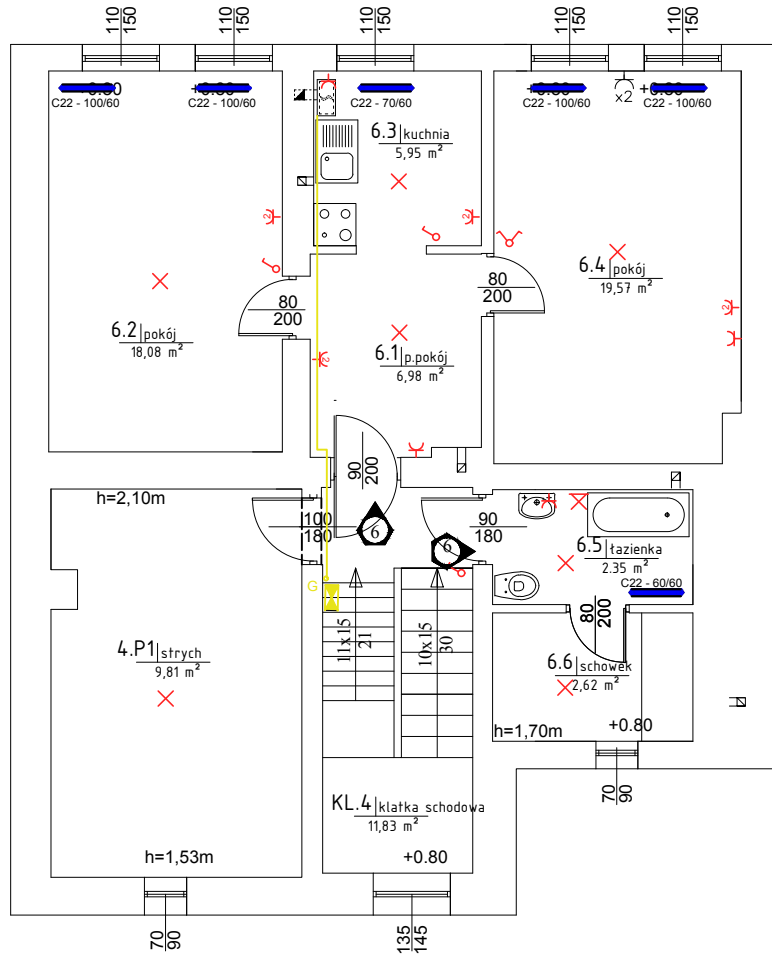 110
150
110
150
110
150
110
150
110
150
C22 - 100/60
C22 - 100/60
C22 - 70/60
C22 - 100/60
x2
C22 - 100/60
6.3 kuchnia
5,95 m²
2
2
6.4 pokój
19,57 m²
80
200
80
200
6.2 pokój
18,08 m²
6.1 p.pokój
6,98 m²
2
90
200
h=2,10m
100
180
6
90
180
6
6.5 łazienka
2.35 m²
C22 - 60/60
G
80
200
11x15
21
10x15
30
4.P1 strych
9,81 m²
6.6 schowek
2,62 m²
h=1,70m
+0.80
70
90
KL.4 klatka schodowa
11,83 m²
h=1,53m
+0.80
70
90
135
145